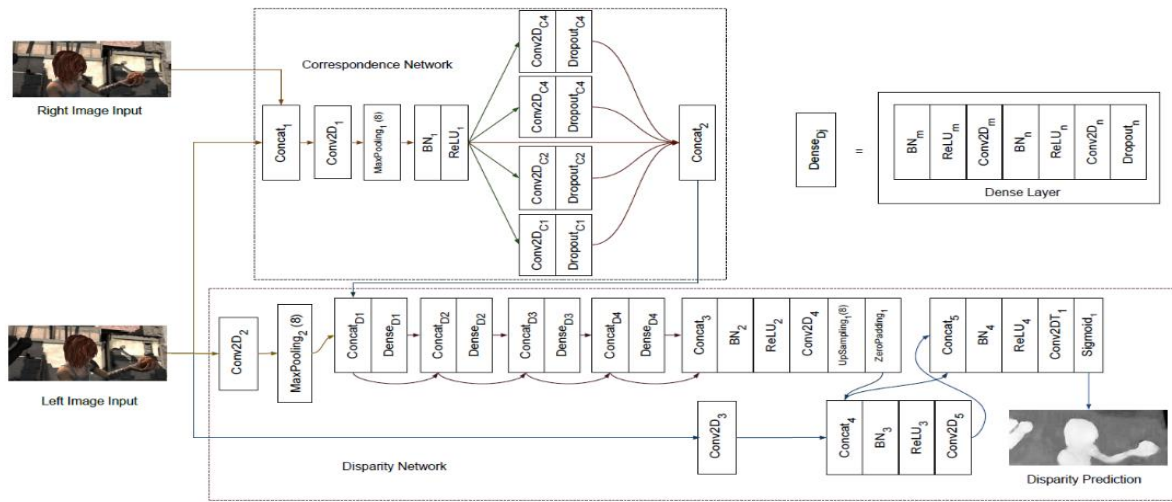 Right Image Input
Correspondence Network
Concat1
Conv2D1
MaxPooling1 (8)
BN1
ReLU1
Conv2DC4
DropoutC4
Conv2DC4
DropoutC4
Conv2DC2
DropoutC2
Conv2DC1
DropoutC1
Concat2
DenseDj
=
BNm
ReLUm
Conv2Dm
BNn
ReLUn
Conv2Dn
Dropoutn
Dense Layer
Left Image Input
Conv2D2
MaxPooling2 (8)
ConcatD1
DenseD1
ConcatD2
DenseD2
ConcatD3
DenseD3
ConcatD4
DenseD4
Concat3
BN2
ReLU2
Conv2D4
UpSampling1(8)
ZeroPadding1
Concat5
BN4
ReLU4
Conv2DT1
Sigmoid1
Conv2D3
Concat4
BN3
ReLU3
Conv2D5
Disparity Network
Disparity Prediction